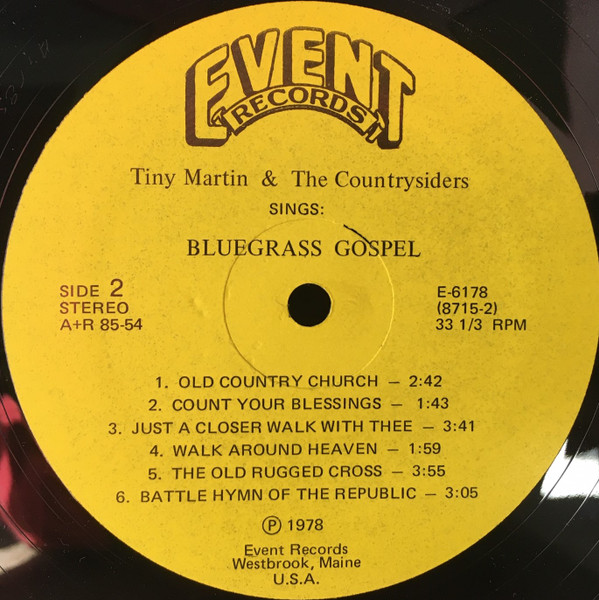 EVENT
RECORDS
Tiny Martin & The Countrysiders
SINGS:
BLUEGRASS GOSPEL
SIDE 2
STEREO
A+R 85-54
E-6178
(8715-2)
33 1/3 RPM
1. OLD COUNTRY CHURCH — 2:42
2. COUNT YOUR BLESSINGS — 1:43
3. JUST A CLOSER WALK WITH THEE — 3:41
4. WALK AROUND HEAVEN — 1:59
5. THE OLD RUGGED CROSS — 3:55
6. BATTLE HYMN OF THE REPUBLIC — 3:05
Ⓟ 1978
Event Records
Westbrook, Maine
U.S.A.